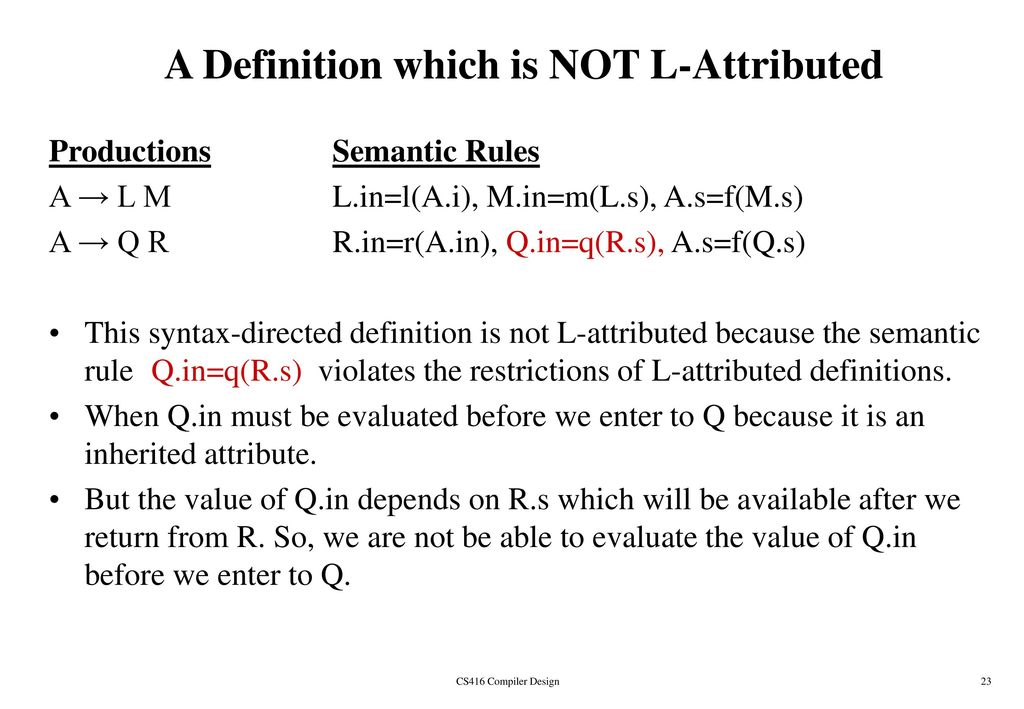 A Definition which is NOT L-Attributed
Productions Semantic Rules
A → L M L.in=l(A.i), M.in=m(L.s), A.s=f(M.s)
A → Q R R.in=r(A.in), Q.in=q(R.s), A.s=f(Q.s)
• This syntax-directed definition is not L-attributed because the semantic
rule Q.in=q(R.s) violates the restrictions of L-attributed definitions.
• When Q.in must be evaluated before we enter to Q because it is an
inherited attribute.
• But the value of Q.in depends on R.s which will be available after we
return from R. So, we are not be able to evaluate the value of Q.in
before we enter to Q.
CS416 Compiler Design 23